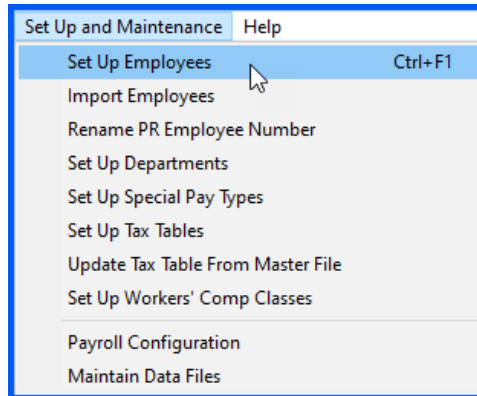 Set Up and Maintenance Help
Set Up Employees Ctrl+F1
Import Employees
Rename PR Employee Number
Set Up Departments
Set Up Special Pay Types
Set Up Tax Tables
Update Tax Table From Master File
Set Up Workers' Comp Classes
Payroll Configuration
Maintain Data Files